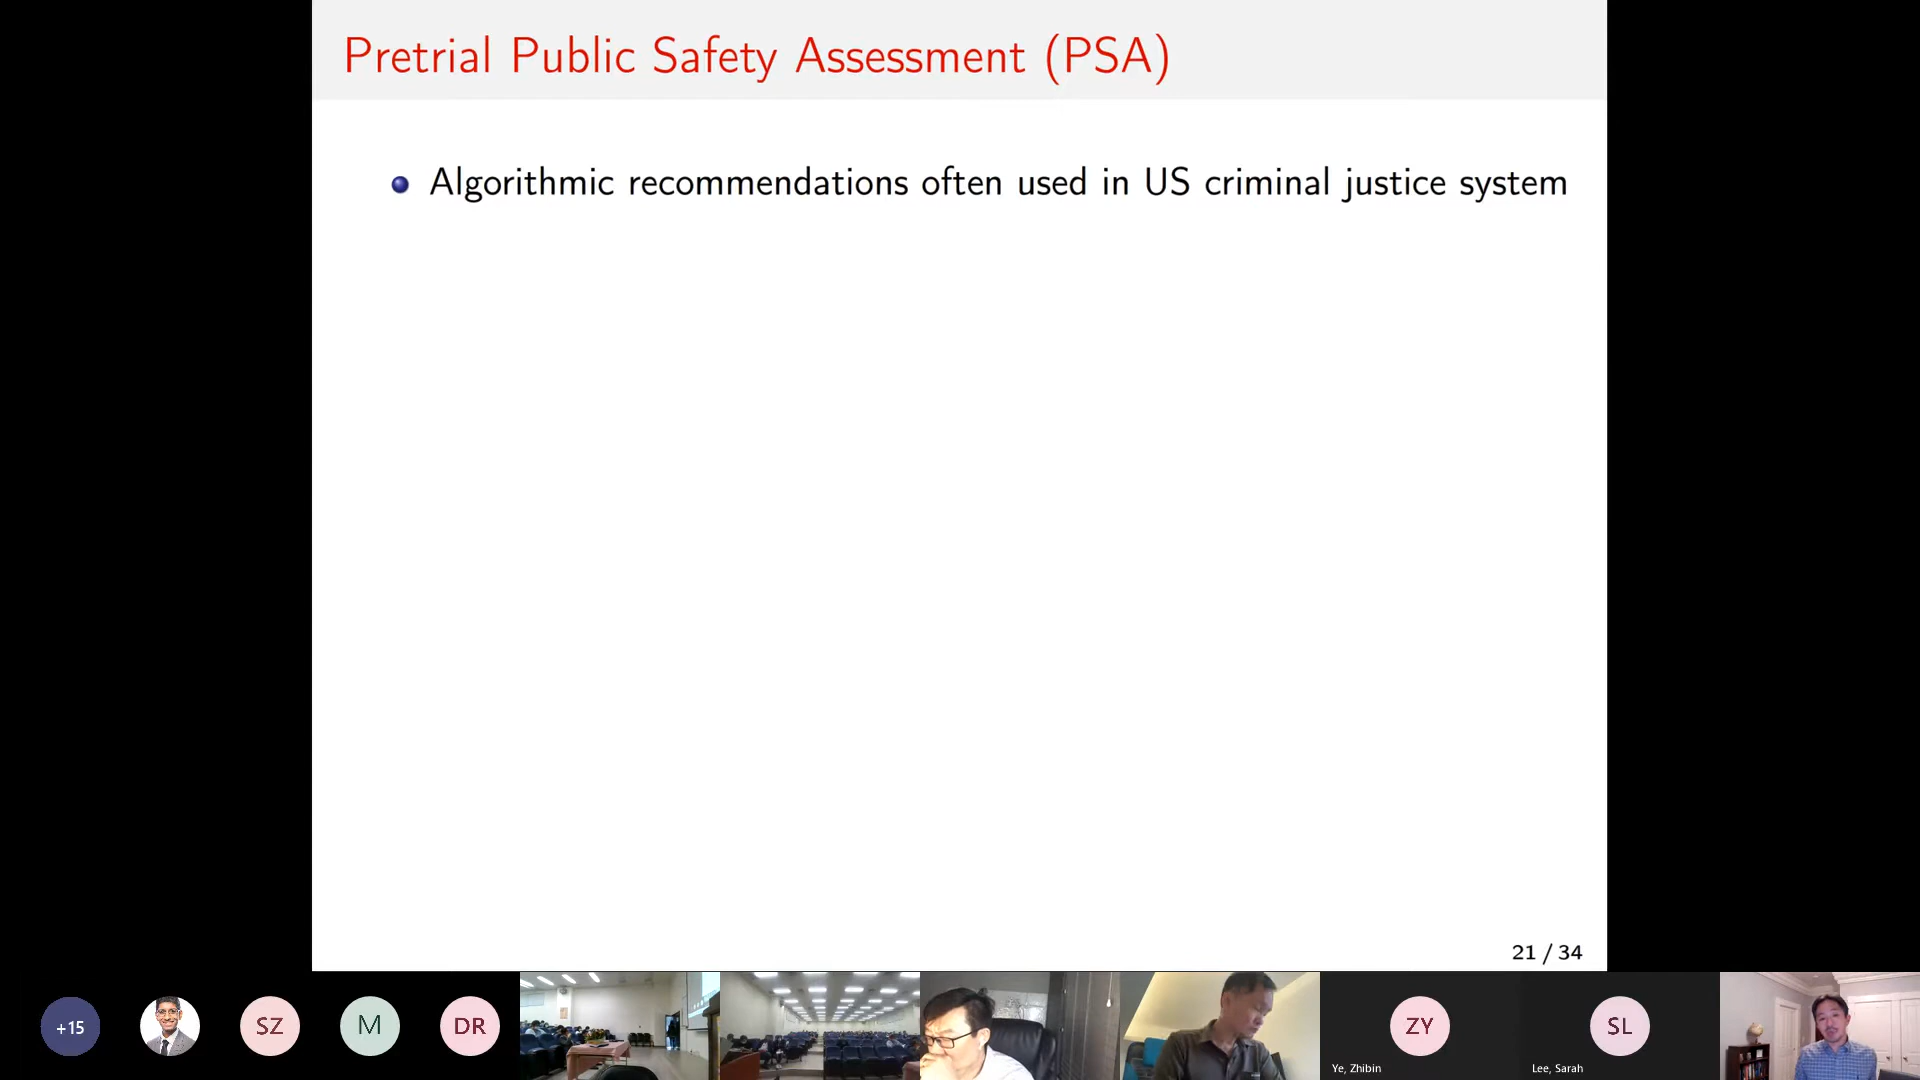 Pretrial Public Safety Assessment (PSA)
Algorithmic recommendations often used in US criminal justice system
21 / 34
+15
SZ
M
DR
ZY
Ye, Zhibin
SL
Lee, Sarah